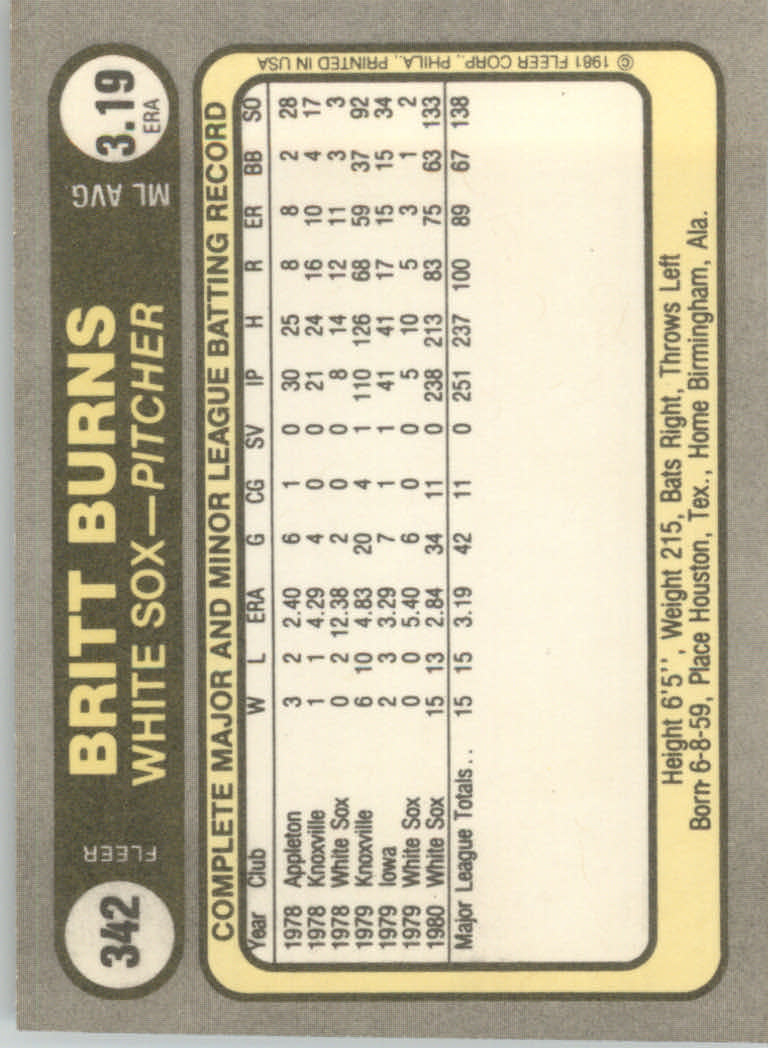 342 FLEER BRITT BURNS ML AVG. 3.19
WHITE SOX—PITCHER ERA
COMPLETE MAJOR AND MINOR LEAGUE BATTING RECORD
Year Club W L ERA G CG SV IP H R ER BB SO
1978 Appleton 3 2 2.40 6 1 0 30 25 8 8 2 28
1978 Knoxville 1 1 4.29 4 0 0 21 24 16 10 4 17
1978 White Sox 0 2 12.38 2 0 0 8 14 12 11 3 3
1979 Knoxville 6 10 4.83 20 4 1 110 126 68 59 37 92
1979 Iowa 2 3 3.29 7 1 1 41 41 17 15 15 34
1979 White Sox 0 0 5.40 6 0 0 5 10 5 3 1 2
1980 White Sox 15 13 2.84 34 11 0 238 213 83 75 63 133
Major League Totals.. 15 15 3.19 42 11 0 251 237 100 89 67 138
Height 6'5'', Weight 215, Bats Right, Throws Left
Born 6-8-59, Place Houston, Tex., Home Birmingham, Ala.
© 1981 FLEER CORP., PHILA., PRINTED IN USA